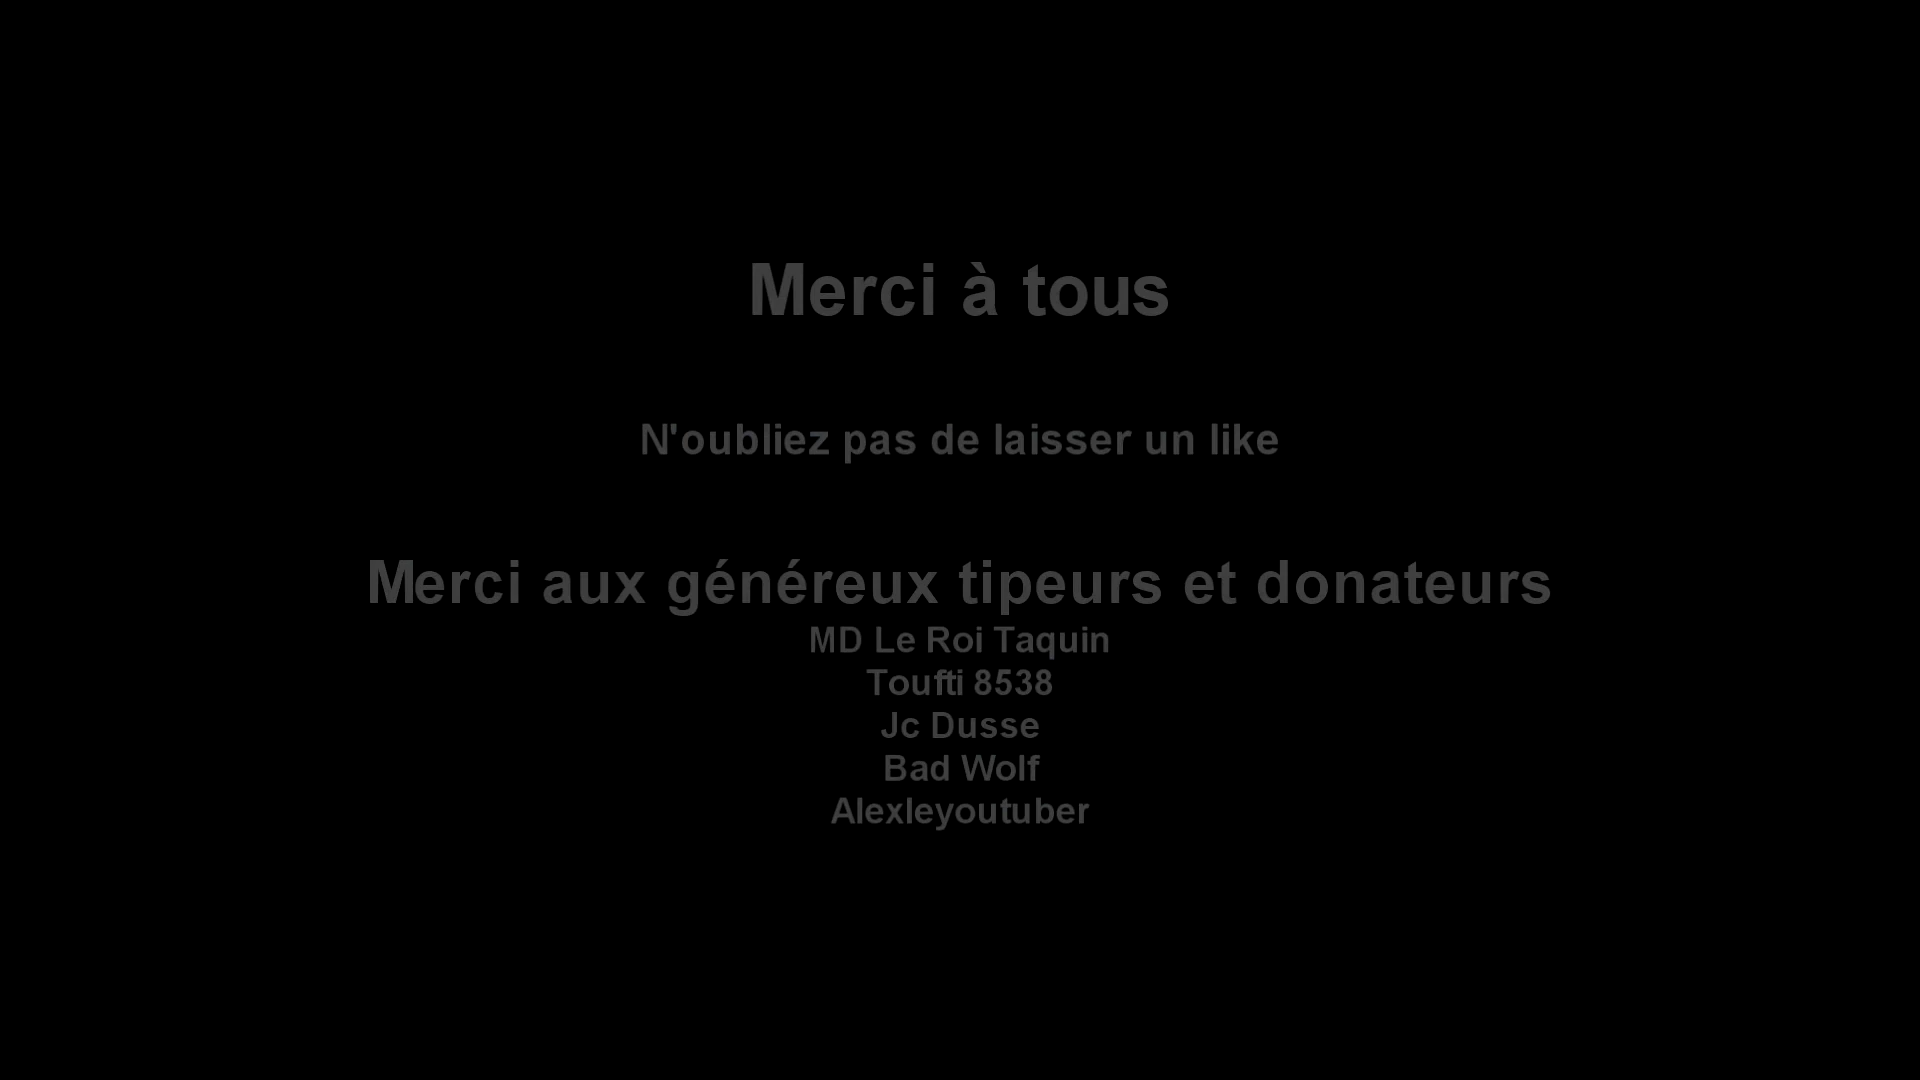 Merci à tous
N'oubliez pas de laisser un like
Merci aux généreux tipeurs et donateurs
MD Le Roi Taquin
Toufti 8538
Jc Dusse
Bad Wolf
Alexleyoutuber